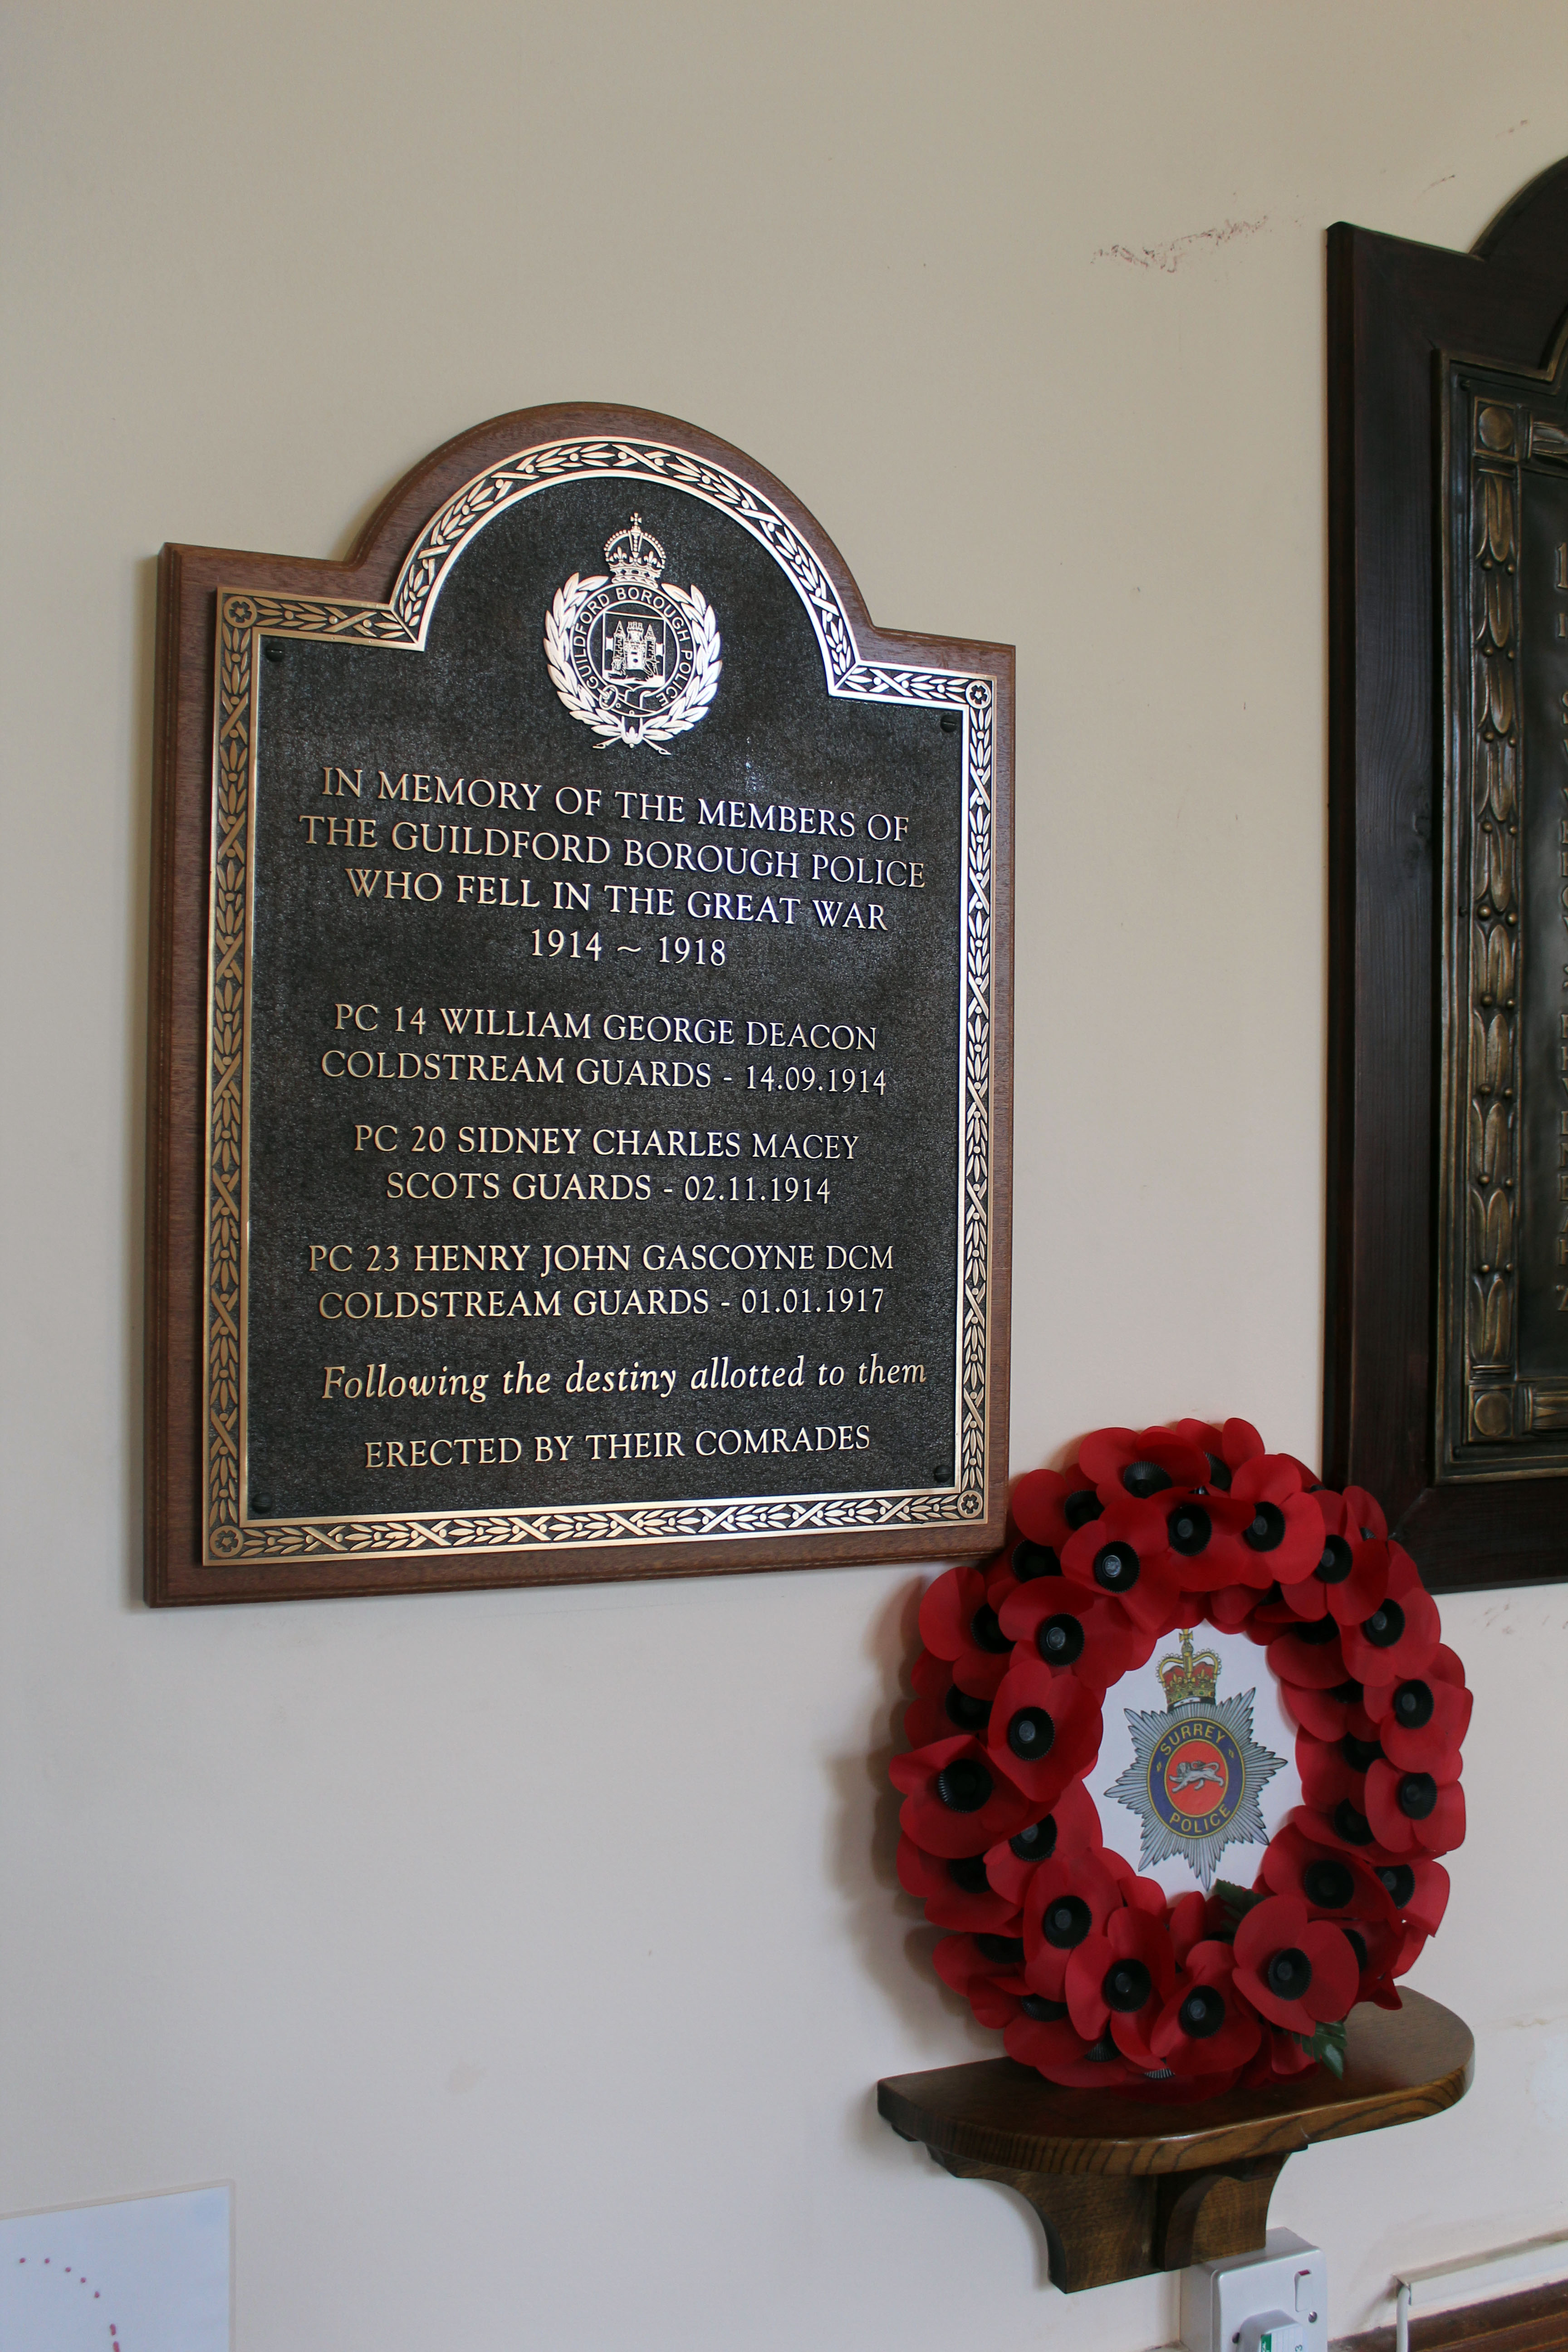 GUILDFORD BOROUGH POLICE
IN MEMORY OF THE MEMBERS OF
THE GUILDFORD BOROUGH POLICE
WHO FELL IN THE GREAT WAR
1914 ~ 1918
PC 14 WILLIAM GEORGE DEACON
COLDSTREAM GUARDS - 14.09.1914
PC 20 SIDNEY CHARLES MACEY
SCOTS GUARDS - 02.11.1914
PC 23 HENRY JOHN GASCOYNE DCM
COLDSTREAM GUARDS - 01.01.1917
Following the destiny allotted to them
ERECTED BY THEIR COMRADES
SURREY
POLICE